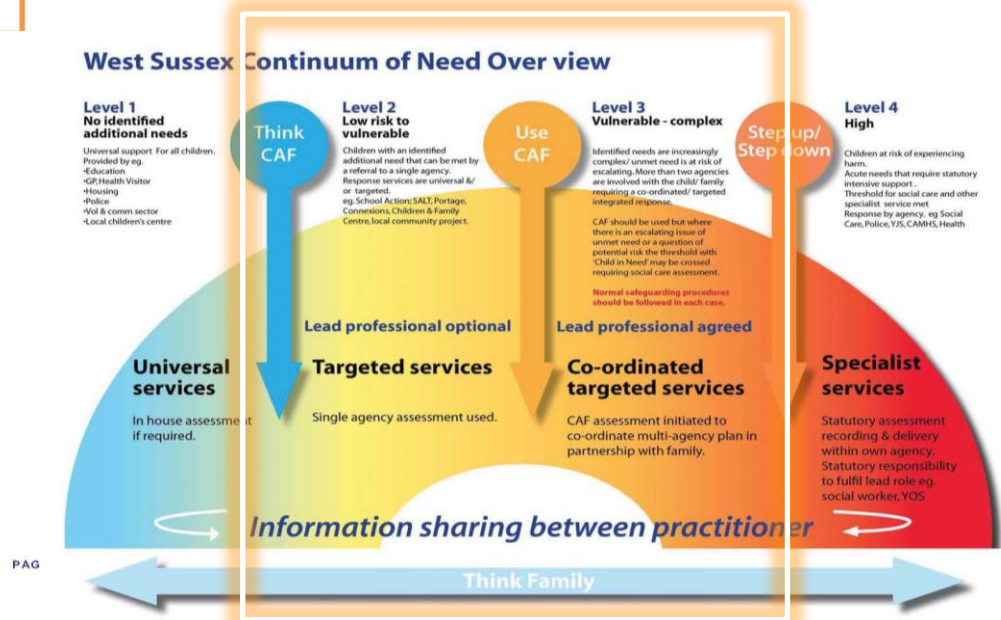 West Sussex Continuum of Need Over view
Level 1
No identified
additional needs
Universal support For all children.
Provided by eg.
•Education
•GP, Health Visitor
•Housing
•Police
•Vol & comm sector
•Local children's centre
Think
CAF
Level 2
Low risk to
vulnerable
Children with an identified
additional need that can be met by
a referral to a single agency.
Response services are universal &/
or targeted.
eg. School Action; SALT, Portage,
Connexions, Children & Family
Centre, local community project.
Use
CAF
Level 3
Vulnerable - complex
Identified needs are increasingly
complex/ unmet need is at risk of
escalating. More than two agencies
are involved with the child/ family
requiring a co-ordinated/ targeted
integrated response.
CAF should be used but where
there is an escalating issue of
unmet need or a question of
potential risk the threshold with
'Child in Need' may be crossed
requiring social care assessment.
Normal safeguarding procedures
should be followed in each case.
Step up/
Step down
Level 4
High
Children at risk of experiencing
harm.
Acute needs that require statutory
intensive support .
Threshold for social care and other
specialist service met
Response by agency. eg Social
Care, Police, YJS, CAMHS, Health
Lead professional optional
Lead professional agreed
Universal
services
In house assessment
if required.
Targeted services
Single agency assessment used.
Co-ordinated
targeted services
CAF assessment initiated to
co-ordinate multi-agency plan in
partnership with family.
Specialist
services
Statutory assessment
recording & delivery
within own agency.
Statutory responsibility
to fulfil lead role eg.
social worker, YOS
Information sharing between practitioner
PAG
Think Family